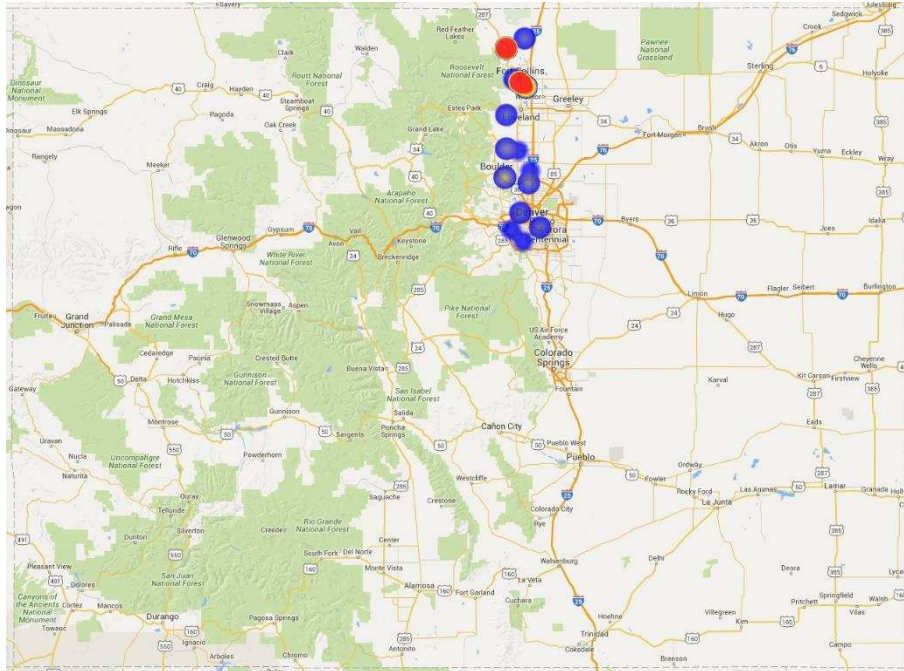 Savery
287
Julesburg
Sedgwick
Crook
385
Red Feather
Lakes
Walden
Clark
Pawnee
National
Grassland
Sterling
6
Holyoke
Dinosaur
National
Monument
Routt National
Forest
Roosevelt
National Forest
Fort Collins
Craig
Hayden
Steamboat
Springs
Elk Springs
Pagoda
Oak Creek
Estes Park
Greeley
Dinosaur
Massadona
Grand Lake
Fort Morgan
Brush
Akron
Otis
Yuma
Eckley
Wray
Rangely
Meeker
Boulder
Granby
Arapaho
National Forest
Denver
Centennial
Byers
36
Joes
Idalia
Rifle
Glenwood
Springs
Gypsum
Avon
Vail
Keystone
Breckenridge
White River
National Forest
Limon
Flagler
Seibert
Burlington
Hugo
Snowmass
Village
Aspen
Pike National
Forest
Fruita
Grand
Junction
Palisade
Grand Mesa
National Forest
US Air Force
Academy
Colorado
Springs
Cedaredge
Paonia
Crested Butte
Gateway
Delta
Hotchkiss
Gunnison
National Forest
Buena Vista
San Isabel
National
Forest
Fountain
Karval
Kit Carson
Firstview
Cheyenne
Wells
Montrose
Gunnison
Sargents
Salida
Poncha
Springs
Cañon City
Eads
Uravan
Nucla
Naturita
Uncompahgre
National Forest
Powderhorn
Pueblo West
Pueblo
Ordway
Fowler
Rocky Ford
La Junta
Las Animas
Lamar
Granada
Ouray
Telluride
Saguache
Westcliffe
Crestone
Colorado City
Rye
Silverton
Dunton
Creede
Rio Grande
National Forest
Center
Pleasant View
South Fork
Del Norte
Monte Vista
Walsenburg
Delhi
Deora
Dolores
Cortez
Mancos
San Juan
National Forest
Alamosa
Fort Garland
La Veta
Cuchara
Canyons of
the Ancients
National
Monument
Towaoc
Durango
Pagosa Springs
Hoehne
Villegreen
Kim
Pritchett
Springfield
Vilas
Walsh
Ignacio
Arboles
Chromo
Antonito
Trinidad
Cokedale
Branson
Campo